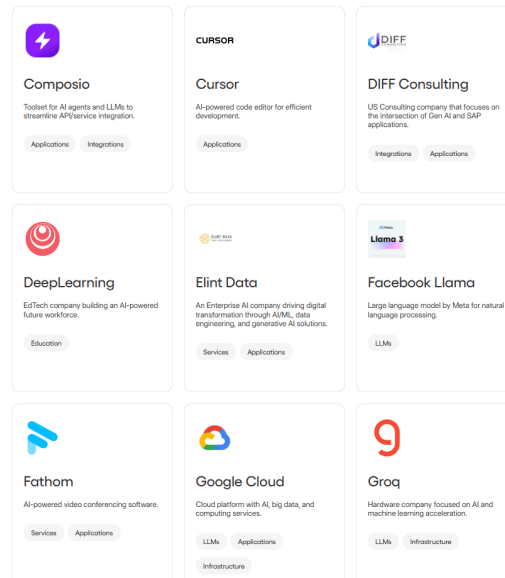 CURSOR
DIFF
Composio
Cursor
DIFF Consulting
Toolset for AI agents and LLMs to
streamline API/service integration.
AI-powered code editor for efficient
development.
US Consulting company that focuses on
the intersection of Gen AI and SAP
applications.
Applications
Integrations
Applications
Integrations
Applications
ELINT DATA
Meta
Llama 3
DeepLearning
Elint Data
Facebook Llama
EdTech company building an AI-powered
future workforce.
An Enterprise AI company driving digital
transformation through AI/ML, data
engineering, and generative AI solutions.
Large language model by Meta for natural
language processing.
Education
Services
Applications
LLMs
Fathom
Google Cloud
Groq
AI-powered video conferencing software.
Cloud platform with AI, big data, and
computing services.
Hardware company focused on AI and
machine learning acceleration.
Services
Applications
LLMs
Applications
Infrastructure
LLMs
Infrastructure